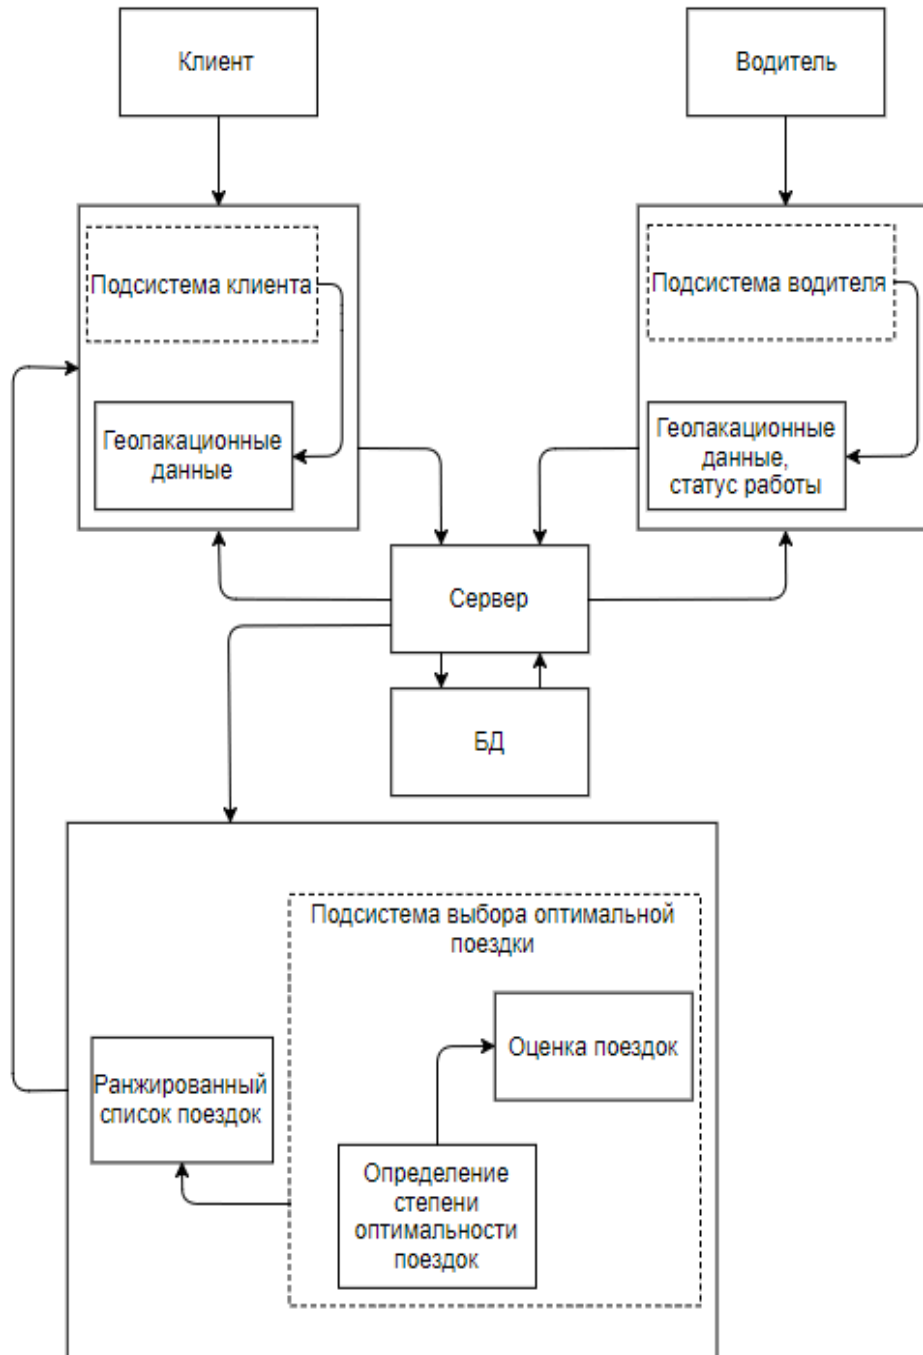 Клиент
Водитель
Подсистема клиента
Подсистема водителя
Геолакационные
данные
Геолакационные
данные,
статус работы
Сервер
БД
Подсистема выбора оптимальной
поездки
Оценка поездок
Ранжированный
список поездок
Определение
степени
оптимальности
поездок